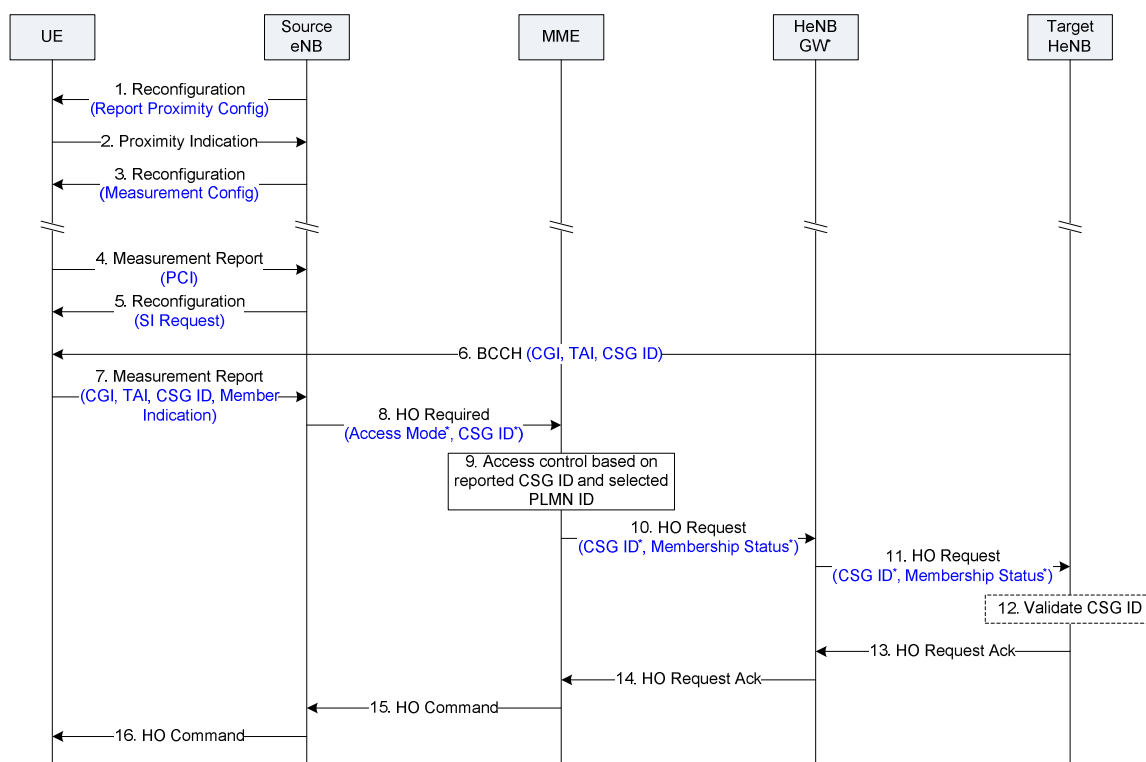 UE
Source
eNB
MME
HeNB
GW*
Target
HeNB
1. Reconfiguration
(Report Proximity Config)
2. Proximity Indication
3. Reconfiguration
(Measurement Config)
4. Measurement Report
(PCI)
5. Reconfiguration
(SI Request)
6. BCCH (CGI, TAI, CSG ID)
7. Measurement Report
(CGI, TAI, CSG ID, Member
Indication)
8. HO Required
(Access Mode*, CSG ID*)
9. Access control based on
reported CSG ID and selected
PLMN ID
10. HO Request
(CSG ID*, Membership Status*)
11. HO Request
(CSG ID*, Membership Status*)
12. Validate CSG ID
13. HO Request Ack
14. HO Request Ack
15. HO Command
16. HO Command